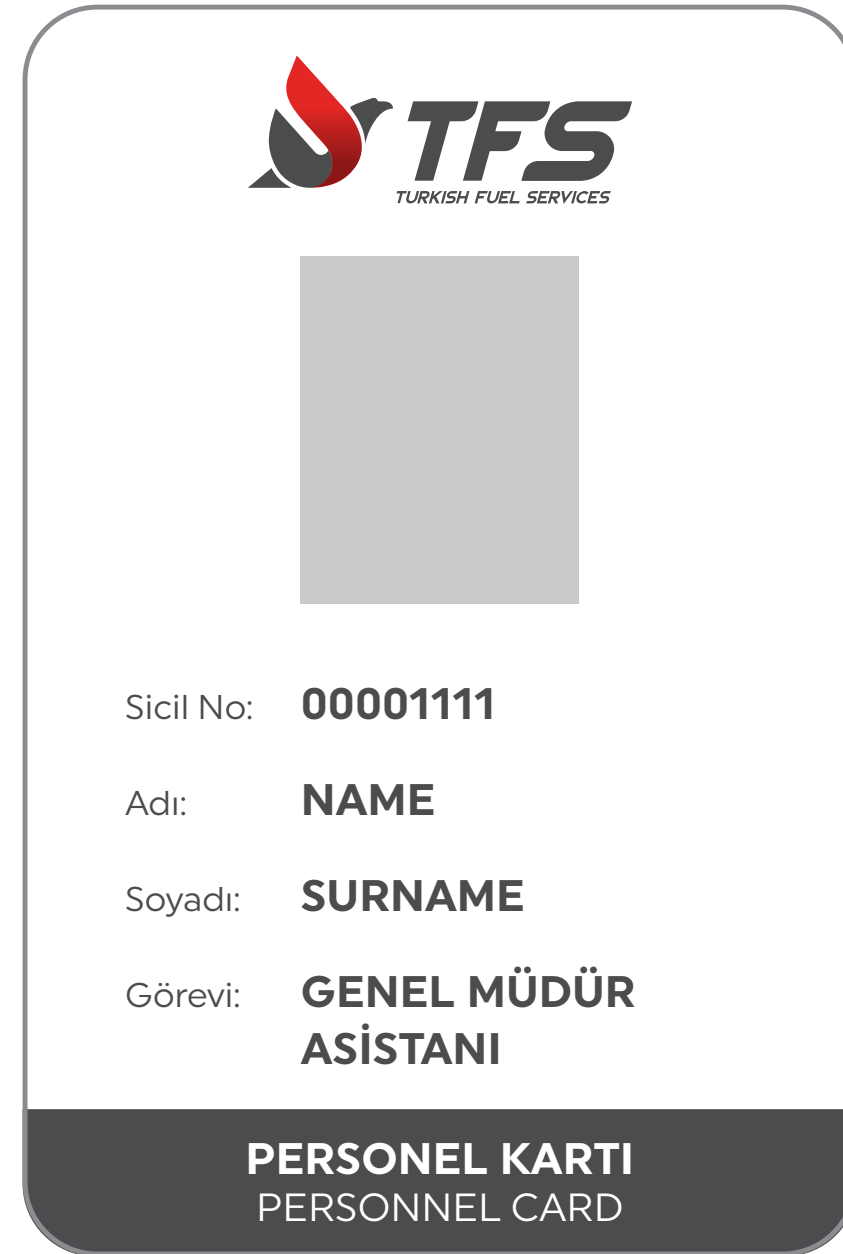 TFS
TURKISH FUEL SERVICES
Sicil No: 00001111
Adı: NAME
Soyadı: SURNAME
Görevi: GENEL MÜDÜR
ASİSTANI
PERSONEL KARTI
PERSONNEL CARD